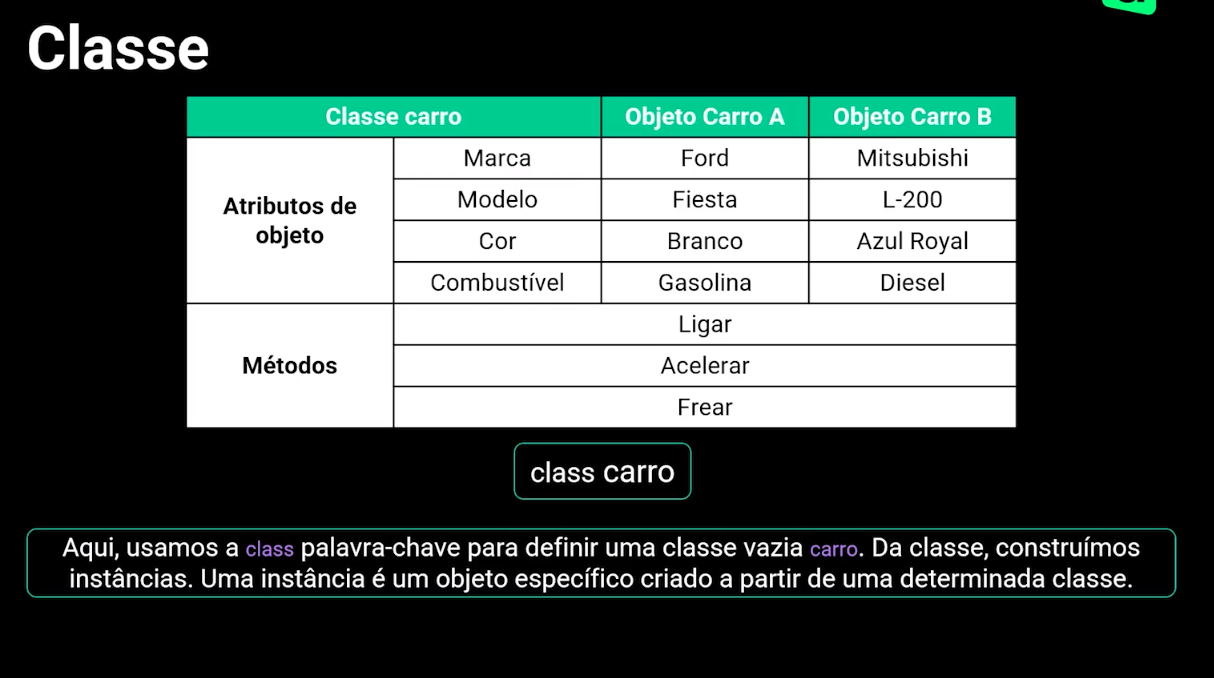 Classe
Classe carro Objeto Carro A Objeto Carro B
Atributos de
objeto
Marca Ford Mitsubishi
Modelo Fiesta L-200
Cor Branco Azul Royal
Combustível Gasolina Diesel
Métodos
Ligar
Acelerar
Frear
class carro
Aqui, usamos a class palavra-chave para definir uma classe vazia carro. Da classe, construímos
instâncias. Uma instância é um objeto específico criado a partir de uma determinada classe.